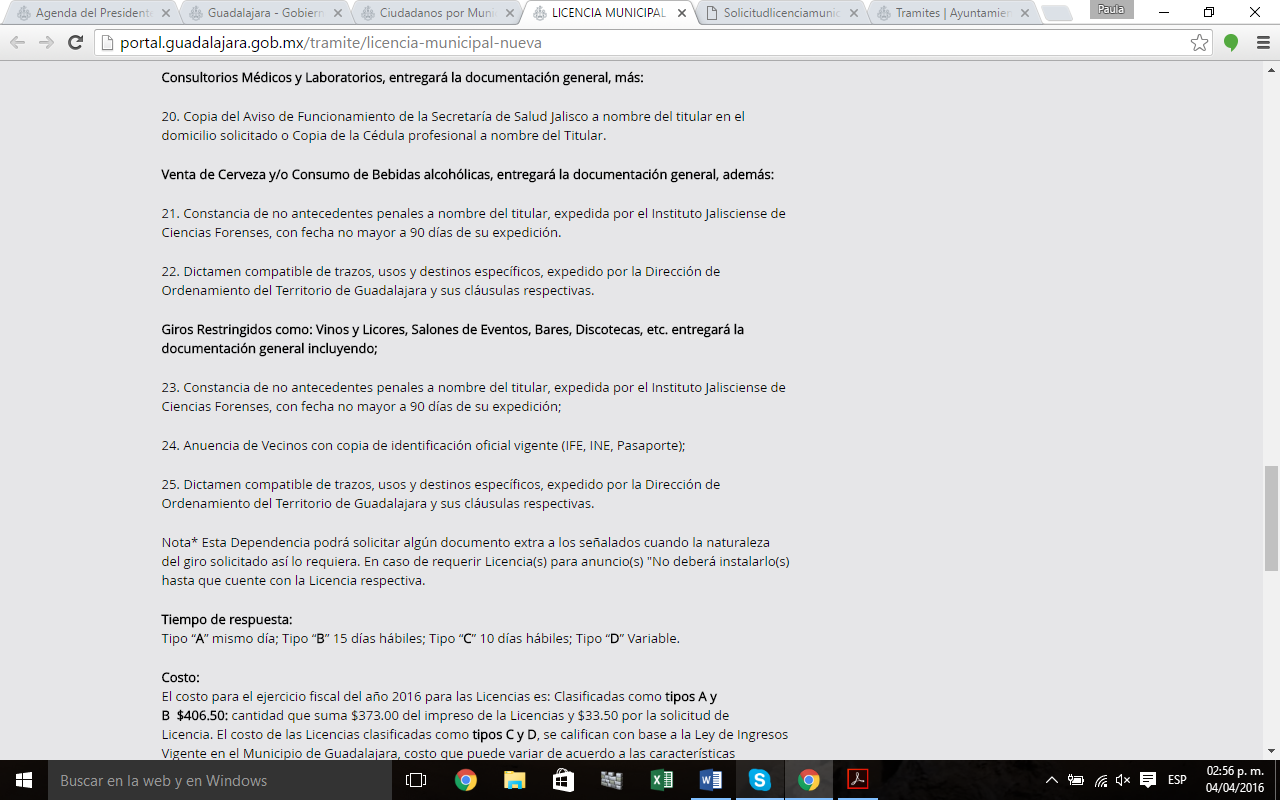 Agenda del Presidente
Guadalajara - Gobiern
Ciudadanos por Muni
LICENCIA MUNICIPAL
Solicitudlicenciamunic
Tramites | Ayuntamien
Paula
portal.guadalajara.gob.mx/tramite/licencia-municipal-nueva
Consultorios Médicos y Laboratorios, entregará la documentación general, más:
20. Copia del Aviso de Funcionamiento de la Secretaría de Salud Jalisco a nombre del titular en el
domicilio solicitado o Copia de la Cédula profesional a nombre del Titular.
Venta de Cerveza y/o Consumo de Bebidas alcohólicas, entregará la documentación general, además:
21. Constancia de no antecedentes penales a nombre del titular, expedida por el Instituto Jalisciense de
Ciencias Forenses, con fecha no mayor a 90 días de su expedición.
22. Dictamen compatible de trazos, usos y destinos específicos, expedido por la Dirección de
Ordenamiento del Territorio de Guadalajara y sus cláusulas respectivas.
Giros Restringidos como: Vinos y Licores, Salones de Eventos, Bares, Discotecas, etc. entregará la
documentación general incluyendo;
23. Constancia de no antecedentes penales a nombre del titular, expedida por el Instituto Jalisciense de
Ciencias Forenses, con fecha no mayor a 90 días de su expedición;
24. Anuencia de Vecinos con copia de identificación oficial vigente (IFE, INE, Pasaporte);
25. Dictamen compatible de trazos, usos y destinos específicos, expedido por la Dirección de
Ordenamiento del Territorio de Guadalajara y sus cláusulas respectivas.
Nota* Esta Dependencia podrá solicitar algún documento extra a los señalados cuando la naturaleza
del giro solicitado así lo requiera. En caso de requerir Licencia(s) para anuncio(s) "No deberá instalarlo(s)
hasta que cuente con la Licencia respectiva.
Tiempo de respuesta:
Tipo “A” mismo día; Tipo “B” 15 días hábiles; Tipo “C” 10 días hábiles; Tipo “D” Variable.
Costo:
El costo para el ejercicio fiscal del año 2016 para las Licencias es: Clasificadas como tipos A y
B $406.50: cantidad que suma $373.00 del impreso de la Licencias y $33.50 por la solicitud de
Licencia. El costo de las Licencias clasificadas como tipos C y D, se califican con base a la Ley de Ingresos
Vigente en el Municipio de Guadalajara, costo que puede variar de acuerdo a las características
Buscar en la web y en Windows
ESP
02:56 p. m.
04/04/2016